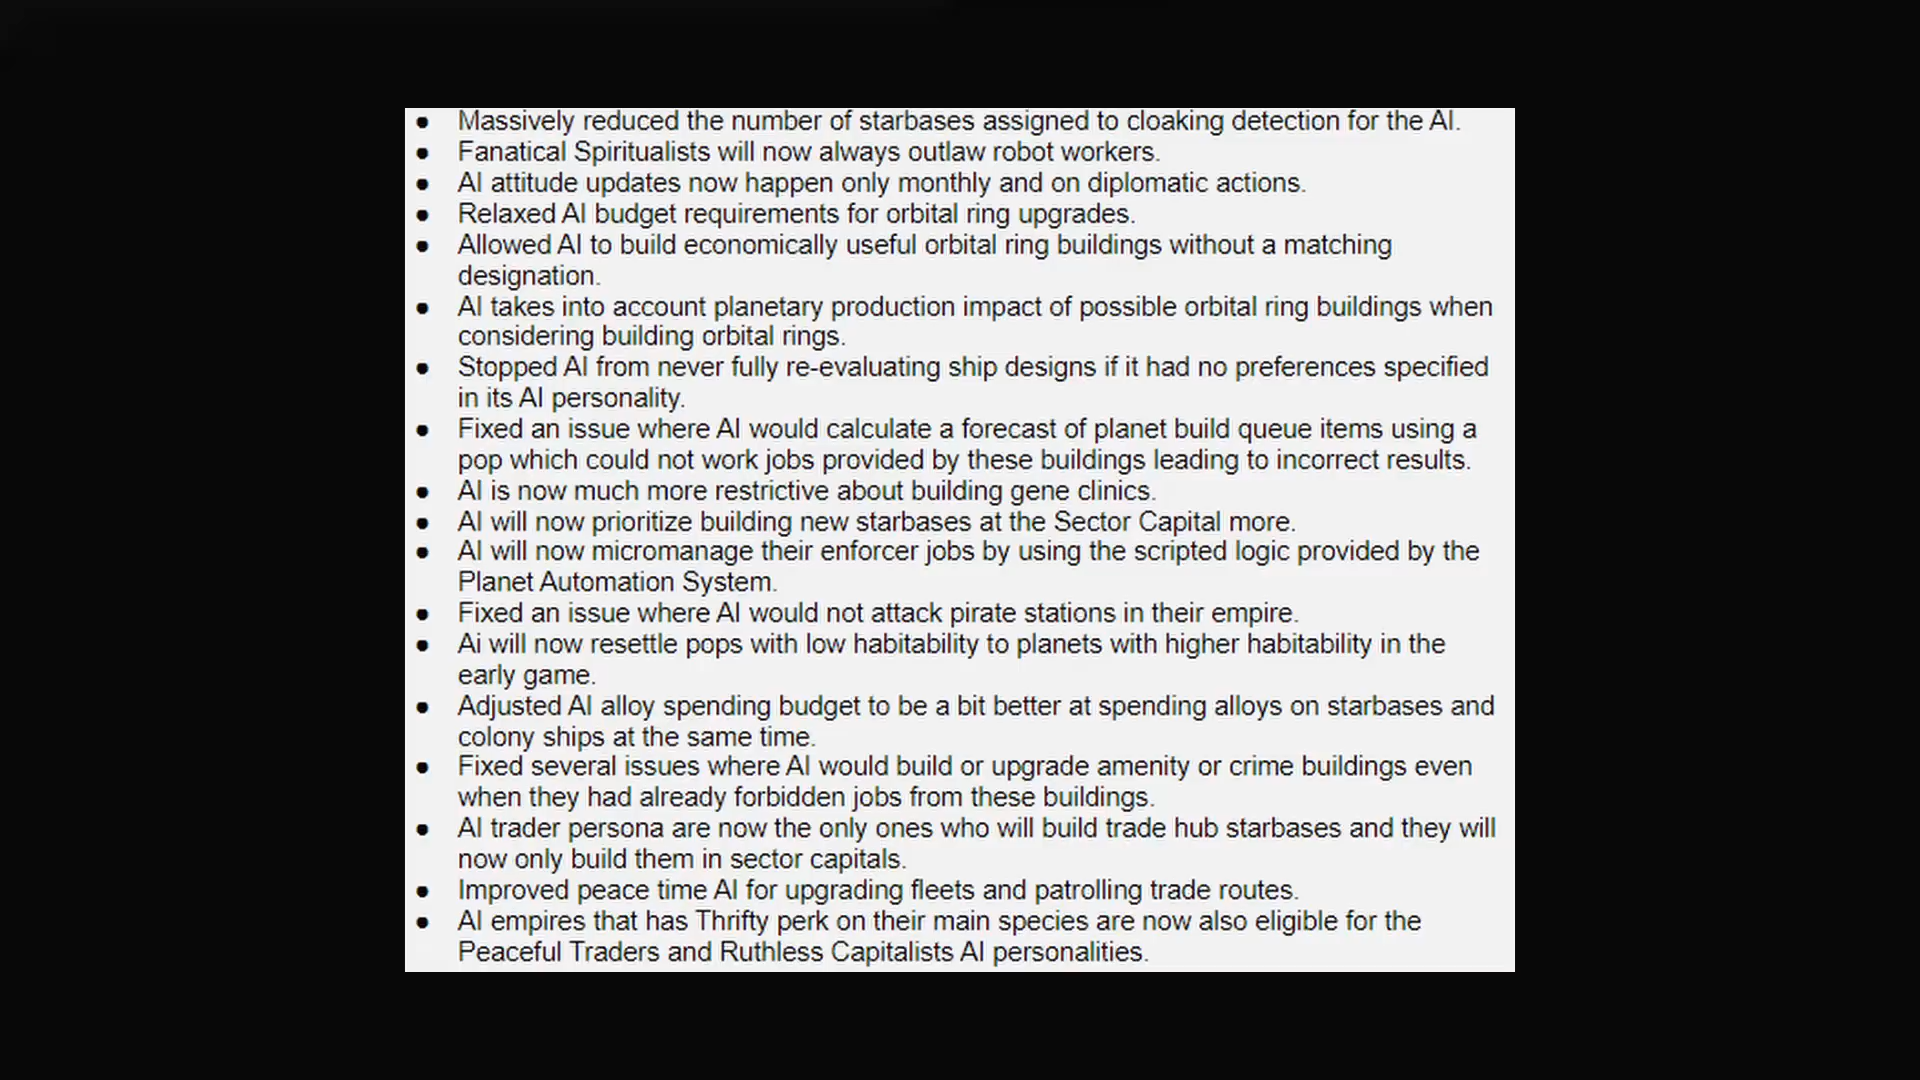 ● Massively reduced the number of starbases assigned to cloaking detection for the AI.
● Fanatical Spiritualists will now always outlaw robot workers.
● AI attitude updates now happen only monthly and on diplomatic actions.
● Relaxed AI budget requirements for orbital ring upgrades.
● Allowed AI to build economically useful orbital ring buildings without a matching
designation.
● AI takes into account planetary production impact of possible orbital ring buildings when
considering building orbital rings.
● Stopped AI from never fully re-evaluating ship designs if it had no preferences specified
in its AI personality.
● Fixed an issue where AI would calculate a forecast of planet build queue items using a
pop which could not work jobs provided by these buildings leading to incorrect results.
● AI is now much more restrictive about building gene clinics.
● AI will now prioritize building new starbases at the Sector Capital more.
● AI will now micromanage their enforcer jobs by using the scripted logic provided by the
Planet Automation System.
● Fixed an issue where AI would not attack pirate stations in their empire.
● Ai will now resettle pops with low habitability to planets with higher habitability in the
early game.
● Adjusted AI alloy spending budget to be a bit better at spending alloys on starbases and
colony ships at the same time.
● Fixed several issues where AI would build or upgrade amenity or crime buildings even
when they had already forbidden jobs from these buildings.
● AI trader persona are now the only ones who will build trade hub starbases and they will
now only build them in sector capitals.
● Improved peace time AI for upgrading fleets and patrolling trade routes.
● AI empires that has Thrifty perk on their main species are now also eligible for the
Peaceful Traders and Ruthless Capitalists AI personalities.